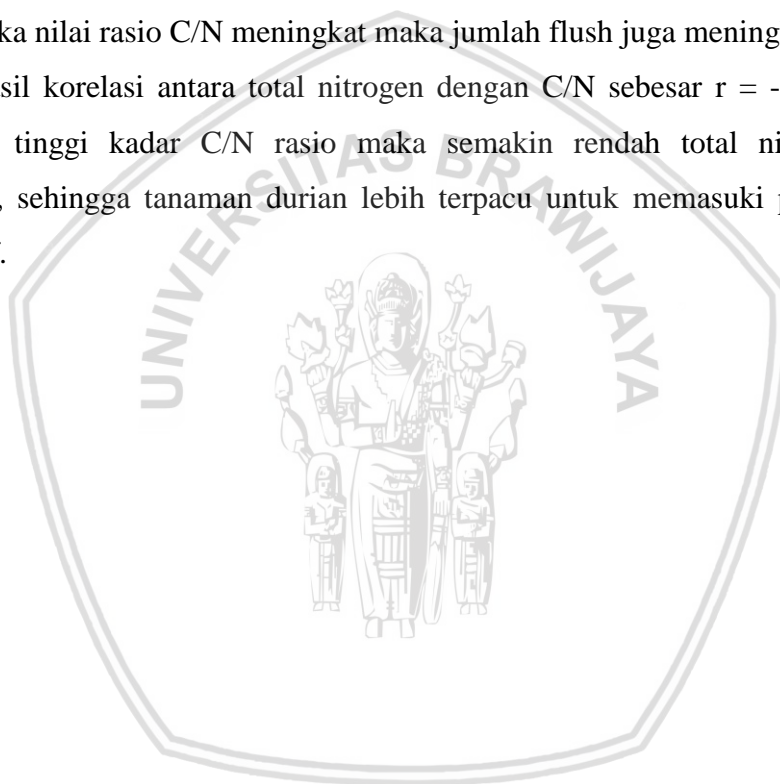 ka nilai rasio C/N meningkat maka jumlah flush juga mening
sil korelasi antara total nitrogen dengan C/N sebesar r = -
tinggi kadar C/N rasio maka semakin rendah total ni
, sehingga tanaman durian lebih terpacu untuk memasuki p
.
UNIVERSITAS BRAWIJAYA